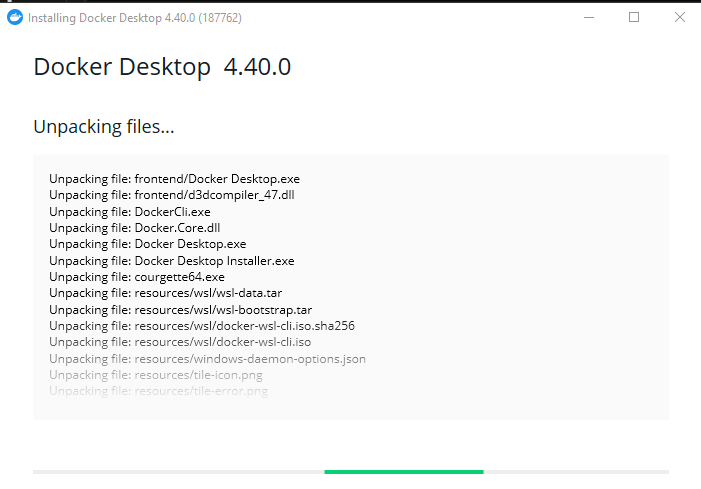 Installing Docker Desktop 4.40.0 (187762)
Docker Desktop 4.40.0
Unpacking files...
Unpacking file: frontend/Docker Desktop.exe
Unpacking file: frontend/d3dcompiler_47.dll
Unpacking file: DockerCli.exe
Unpacking file: Docker.Core.dll
Unpacking file: Docker Desktop.exe
Unpacking file: Docker Desktop Installer.exe
Unpacking file: courgette64.exe
Unpacking file: resources/wsl/wsl-data.tar
Unpacking file: resources/wsl/wsl-bootstrap.tar
Unpacking file: resources/wsl/docker-wsl-cli.iso.sha256
Unpacking file: resources/wsl/docker-wsl-cli.iso
Unpacking file: resources/windows-daemon-options.json
Unpacking file: resources/tile-icon.png
Unpacking file: resources/tile-error.png